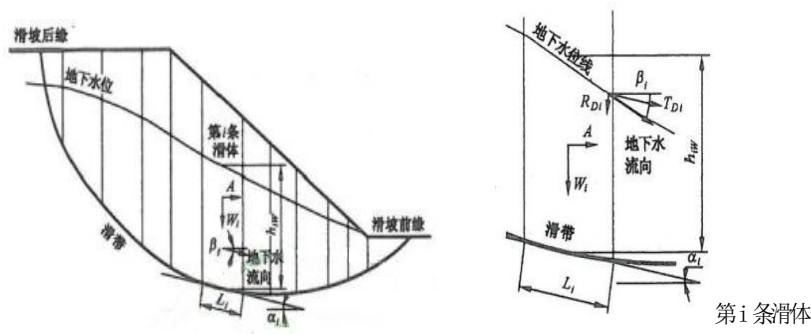 滑坡后缘
地下水位
第i条
滑体
A
W_i
h_iw
滑坡前缘
滑带
β_i
地下水
流向
L_i
α_i
地下水位线
β_i
R_Di
T_Di
A
地下水
流向
W_i
h_iw
滑带
α_i
L_i
第i条滑体